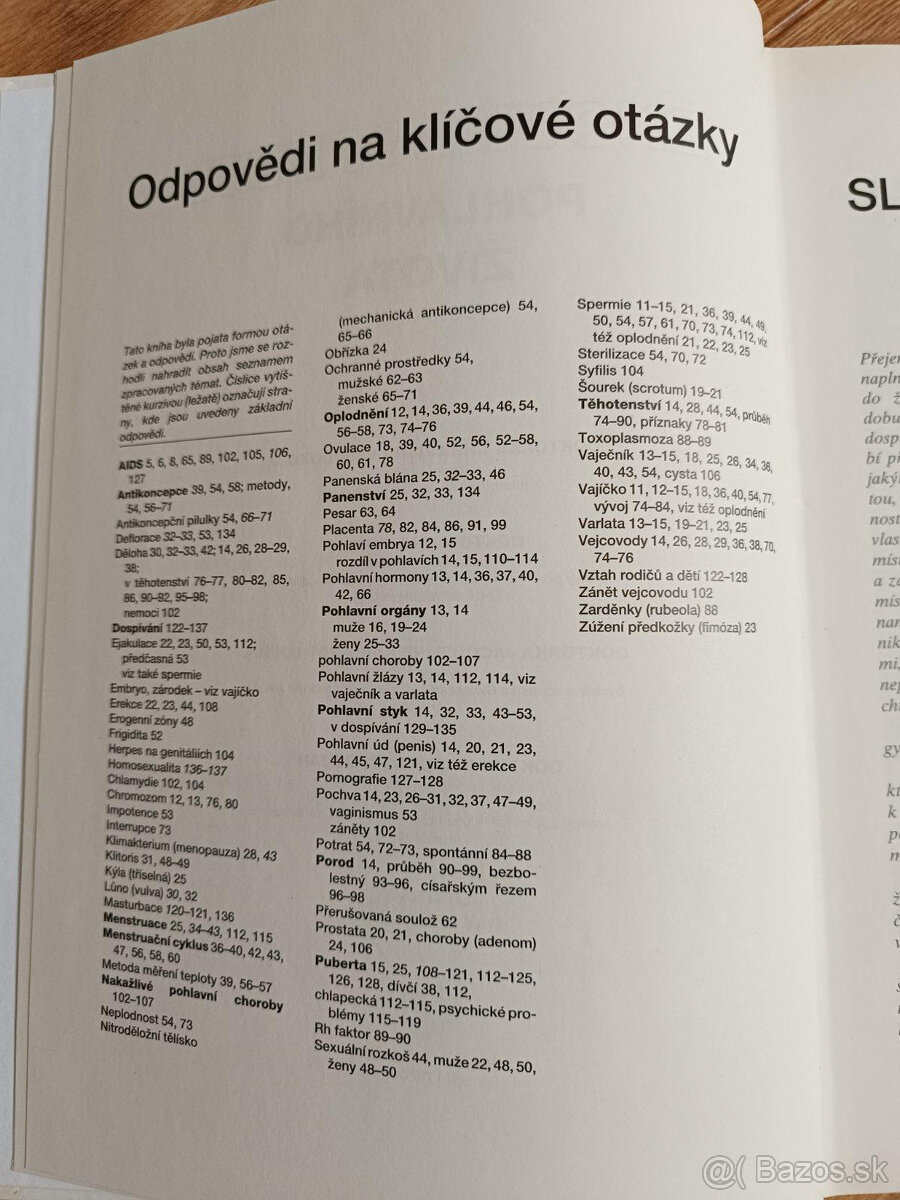 Odpovědi na klíčové otázky
Tato kniha byla pojata formou otá-
zek a odpovědí. Proto jsme se roz-
hodli nahradit obsah seznamem
zpracovaných témat. Číslice vytiš-
těné kurzívou (ležatě) označují stra-
ny, kde jsou uvedeny základní
odpovědi.
AIDS 5, 6, 8, 65, 89, 102, 105, 106,
127
Antikoncepce 39, 54, 58; metody,
54, 56–71
Antikoncepční pilulky 54, 66–71
Deflorace 32–33, 53, 134
Děloha 30, 32–33, 42; 14, 26, 28–29,
38;
v těhotenství 76–77, 80–82, 85,
86, 90–92, 95–98;
nemoci 102
Dospívání 122–137
Ejakulace 22, 23, 50, 53, 112;
předčasná 53
viz také spermie
Embryo, zárodek – viz vajíčko
Erekce 22, 23, 44, 108
Erogenní zóny 48
Frigidita 52
Herpes na genitáliích 104
Homosexualita 136–137
Chlamydie 102, 104
Chromozom 12, 13, 76, 80
Impotence 53
Interrupce 73
Klimakterium (menopauza) 28, 43
Klitoris 31, 48–49
Kýla (tříselná) 25
Lůno (vulva) 30, 32
Masturbace 120–121, 136
Menstruace 25, 34–43, 112, 115
Menstruační cyklus 36–40, 42, 43,
47, 56, 58, 60
Metoda měření teploty 39, 56–57
Nakažlivé pohlavní choroby
102–107
Neplodnost 54, 73
Nitroděložní tělísko
(mechanická antikoncepce) 54,
65–66
Obřízka 24
Ochranné prostředky 54,
mužské 62–63
ženské 65–71
Oplodnění 12, 14, 36, 39, 44, 46, 54,
56–58, 73, 74–76
Ovulace 18, 39, 40, 52, 56, 52–58,
60, 61, 78
Panenská blána 25, 32–33, 46
Panenství 25, 32, 33, 134
Pesar 63, 64
Placenta 78, 82, 84, 86, 91, 99
Pohlaví embrya 12, 15
rozdíl v pohlavích 14, 15, 110–114
Pohlavní hormony 13, 14, 36, 37, 40,
42, 66
Pohlavní orgány 13, 14
muže 16, 19–24
ženy 25–33
pohlavní choroby 102–107
Pohlavní žlázy 13, 14, 112, 114, viz
vaječník a varlata
Pohlavní styk 14, 32, 33, 43–53,
v dospívání 129–135
Pohlavní úd (penis) 14, 20, 21, 23,
44, 45, 47, 121, viz též erekce
Pornografie 127–128
Pochva 14, 23, 26–31, 32, 37, 47–49,
vaginismus 53
záněty 102
Potrat 54, 72–73, spontánní 84–88
Porod 14, průběh 90–99, bezbo-
lestný 93–96, císařským řezem
96–98
Přerušovaná soulož 62
Prostata 20, 21, choroby (adenom)
24, 106
Puberta 15, 25, 108–121, 112–125,
126, 128, dívčí 38, 112,
chlapecká 112–115, psychické pro-
blémy 115–119
Rh faktor 89–90
Sexuální rozkoš 44, muže 22, 48, 50,
ženy 48–50
Spermie 11–15, 21, 36, 39, 44, 49,
50, 54, 57, 61, 70, 73, 74, 112, viz
též oplodnění 21, 22, 23, 25
Sterilizace 54, 70, 72
Syfilis 104
Šourek (scrotum) 19–21
Těhotenství 14, 28, 44, 54, průběh
74–90, příznaky 78–81
Toxoplasmoza 88–89
Vaječník 13–15, 18, 25, 26, 34, 36,
40, 43, 54, cysta 106
Vajíčko 11, 12–15, 18, 36, 40, 54, 77,
vývoj 74–84, viz též oplodnění
Varlata 13–15, 19–21, 23, 25
Vejcovody 14, 26, 28, 29, 36, 38, 70,
74–76
Vztah rodičů a dětí 122–128
Zánět vejcovodu 102
Zarděnky (rubeola) 88
Zúžení předkožky (fimóza) 23
SL
Přejem
napln
do ž
dobu
dosp
bí př
jakým
tou,
nost
vlas
míst
a zá
mís
nar
nik
mi,
nep
ch
gy
kt
k
po
m
ž
č
v
s
@( Bazos.sk